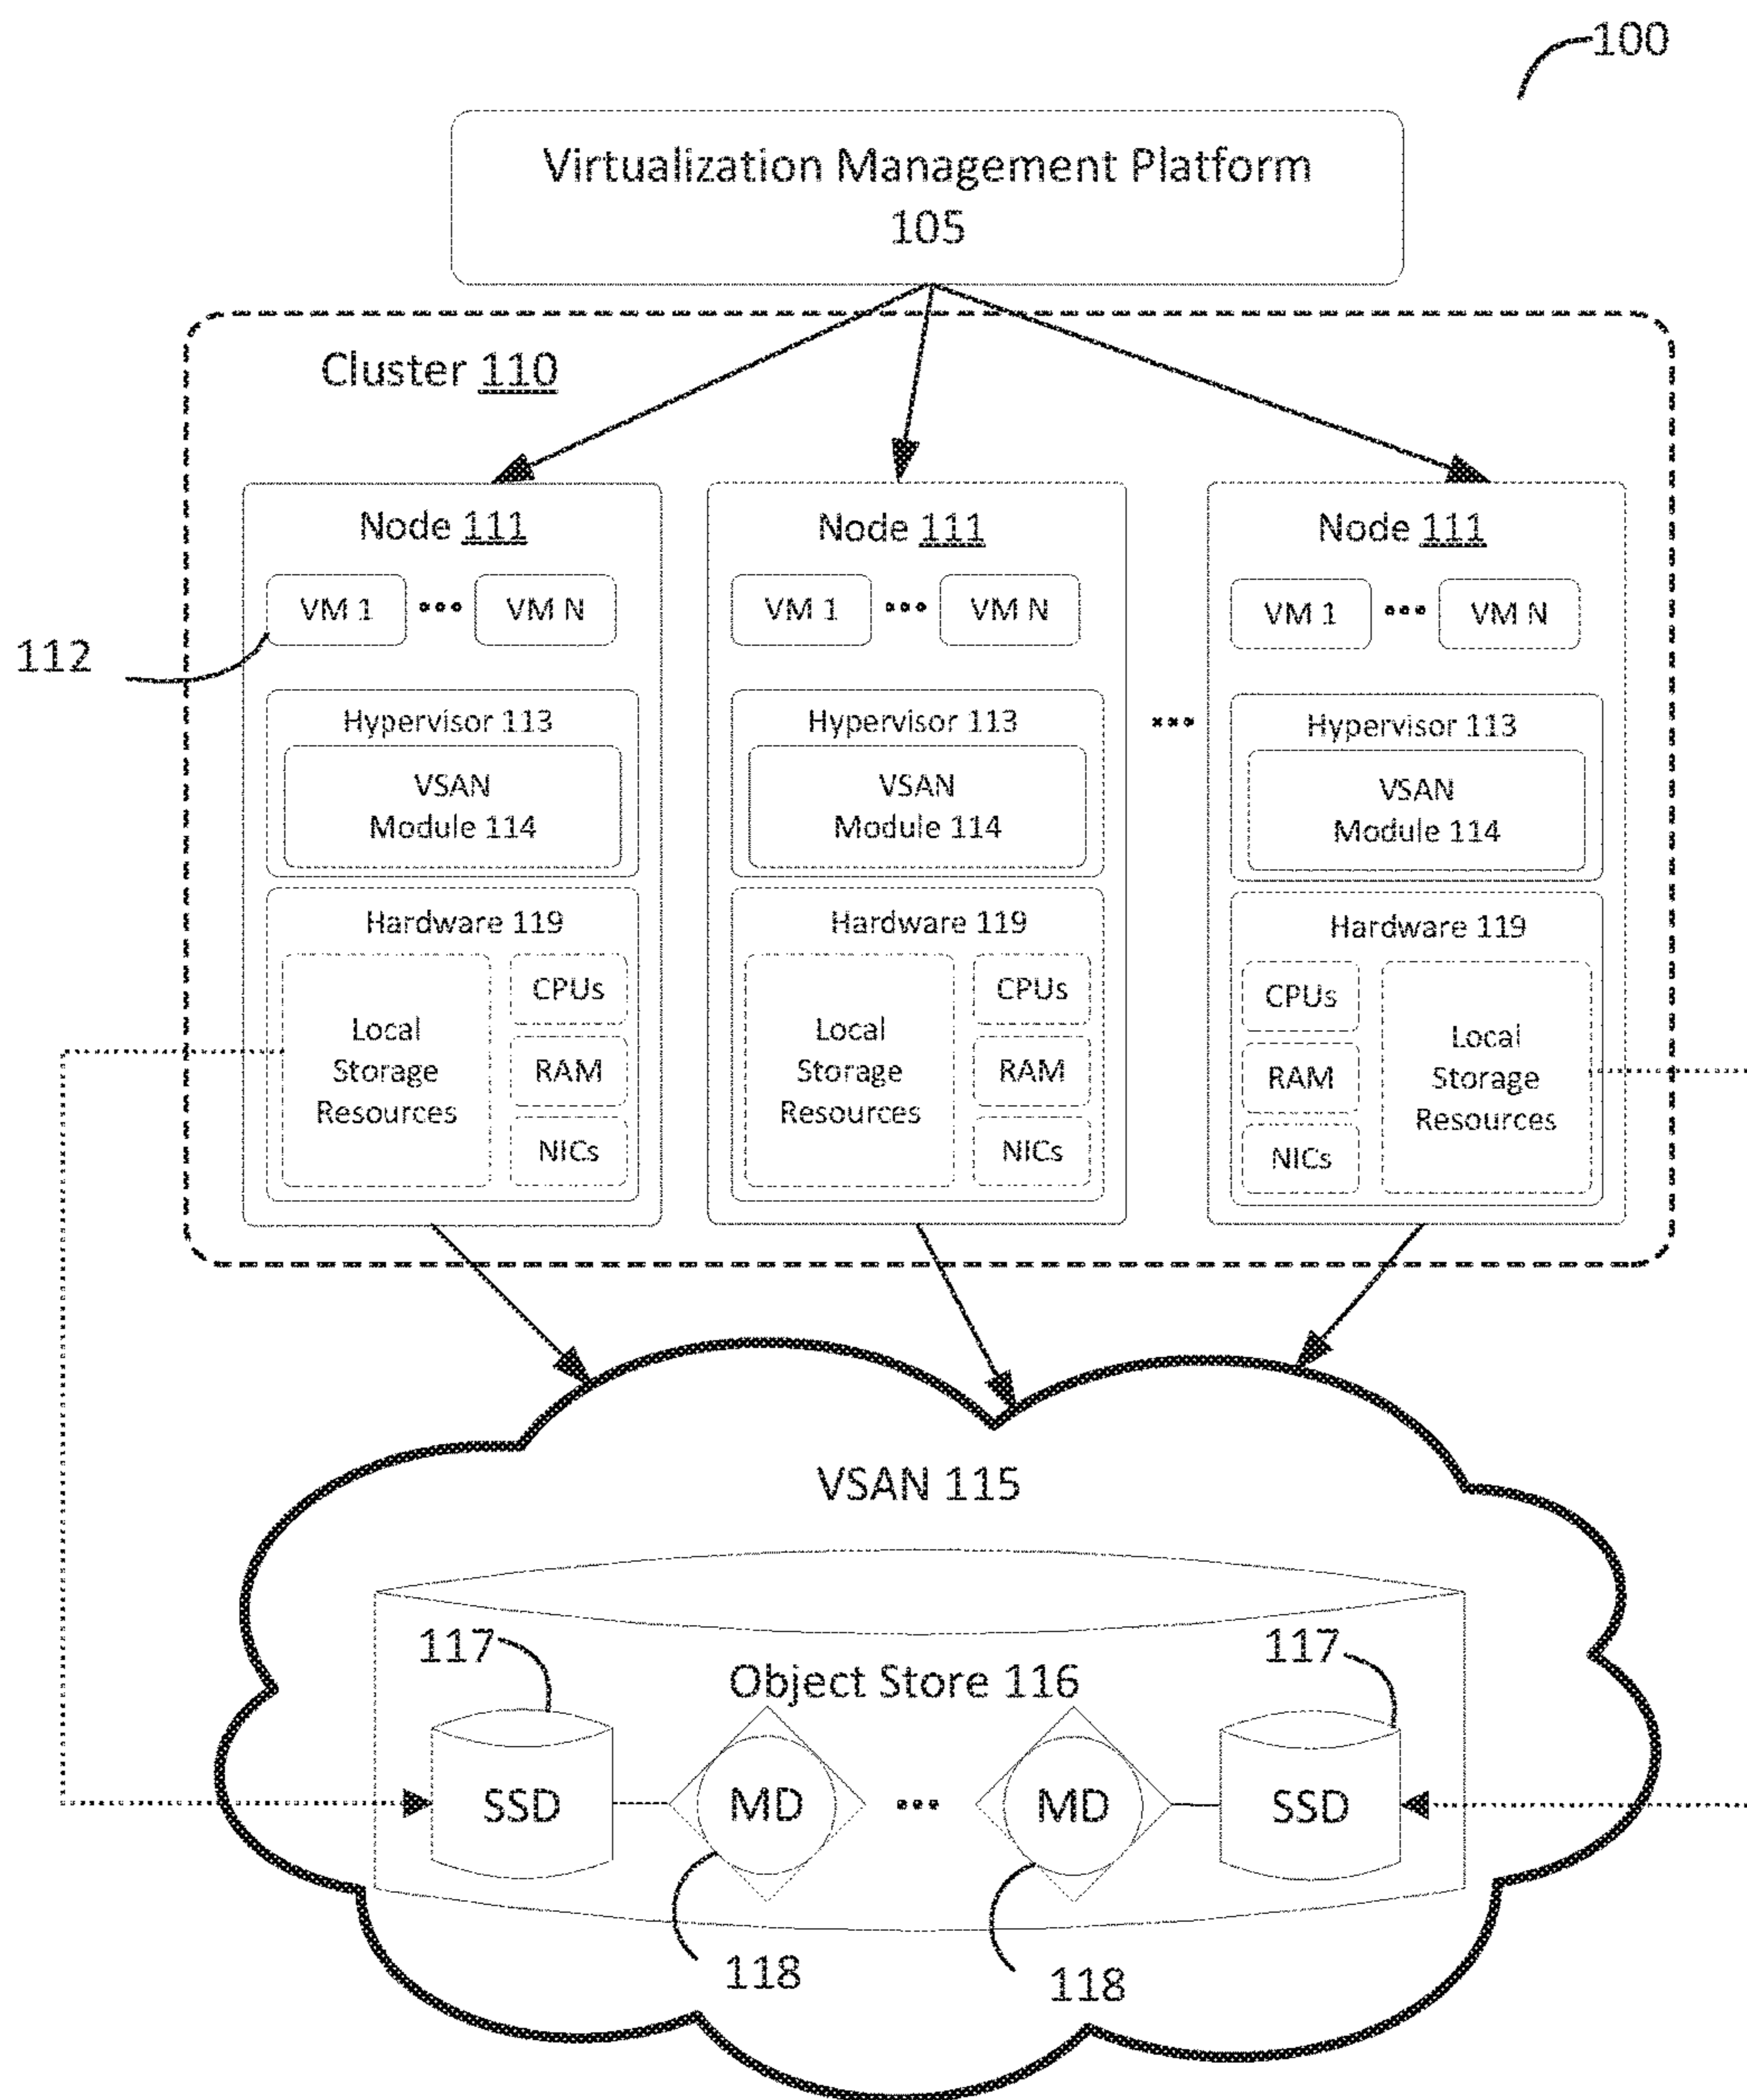 100
Virtualization Management Platform
105
Cluster 110
Node 111
VM 1 ••• VM N
112
Hypervisor 113
VSAN
Module 114
Hardware 119
Local
Storage
Resources
CPUs
RAM
NICs
Node 111
VM 1 ••• VM N
Hypervisor 113
VSAN
Module 114
Hardware 119
Local
Storage
Resources
CPUs
RAM
NICs
•••
Node 111
VM 1 ••• VM N
Hypervisor 113
VSAN
Module 114
Hardware 119
CPUs
RAM
NICs
Local
Storage
Resources
VSAN 115
117
117
Object Store 116
SSD
MD
•••
MD
SSD
118
118